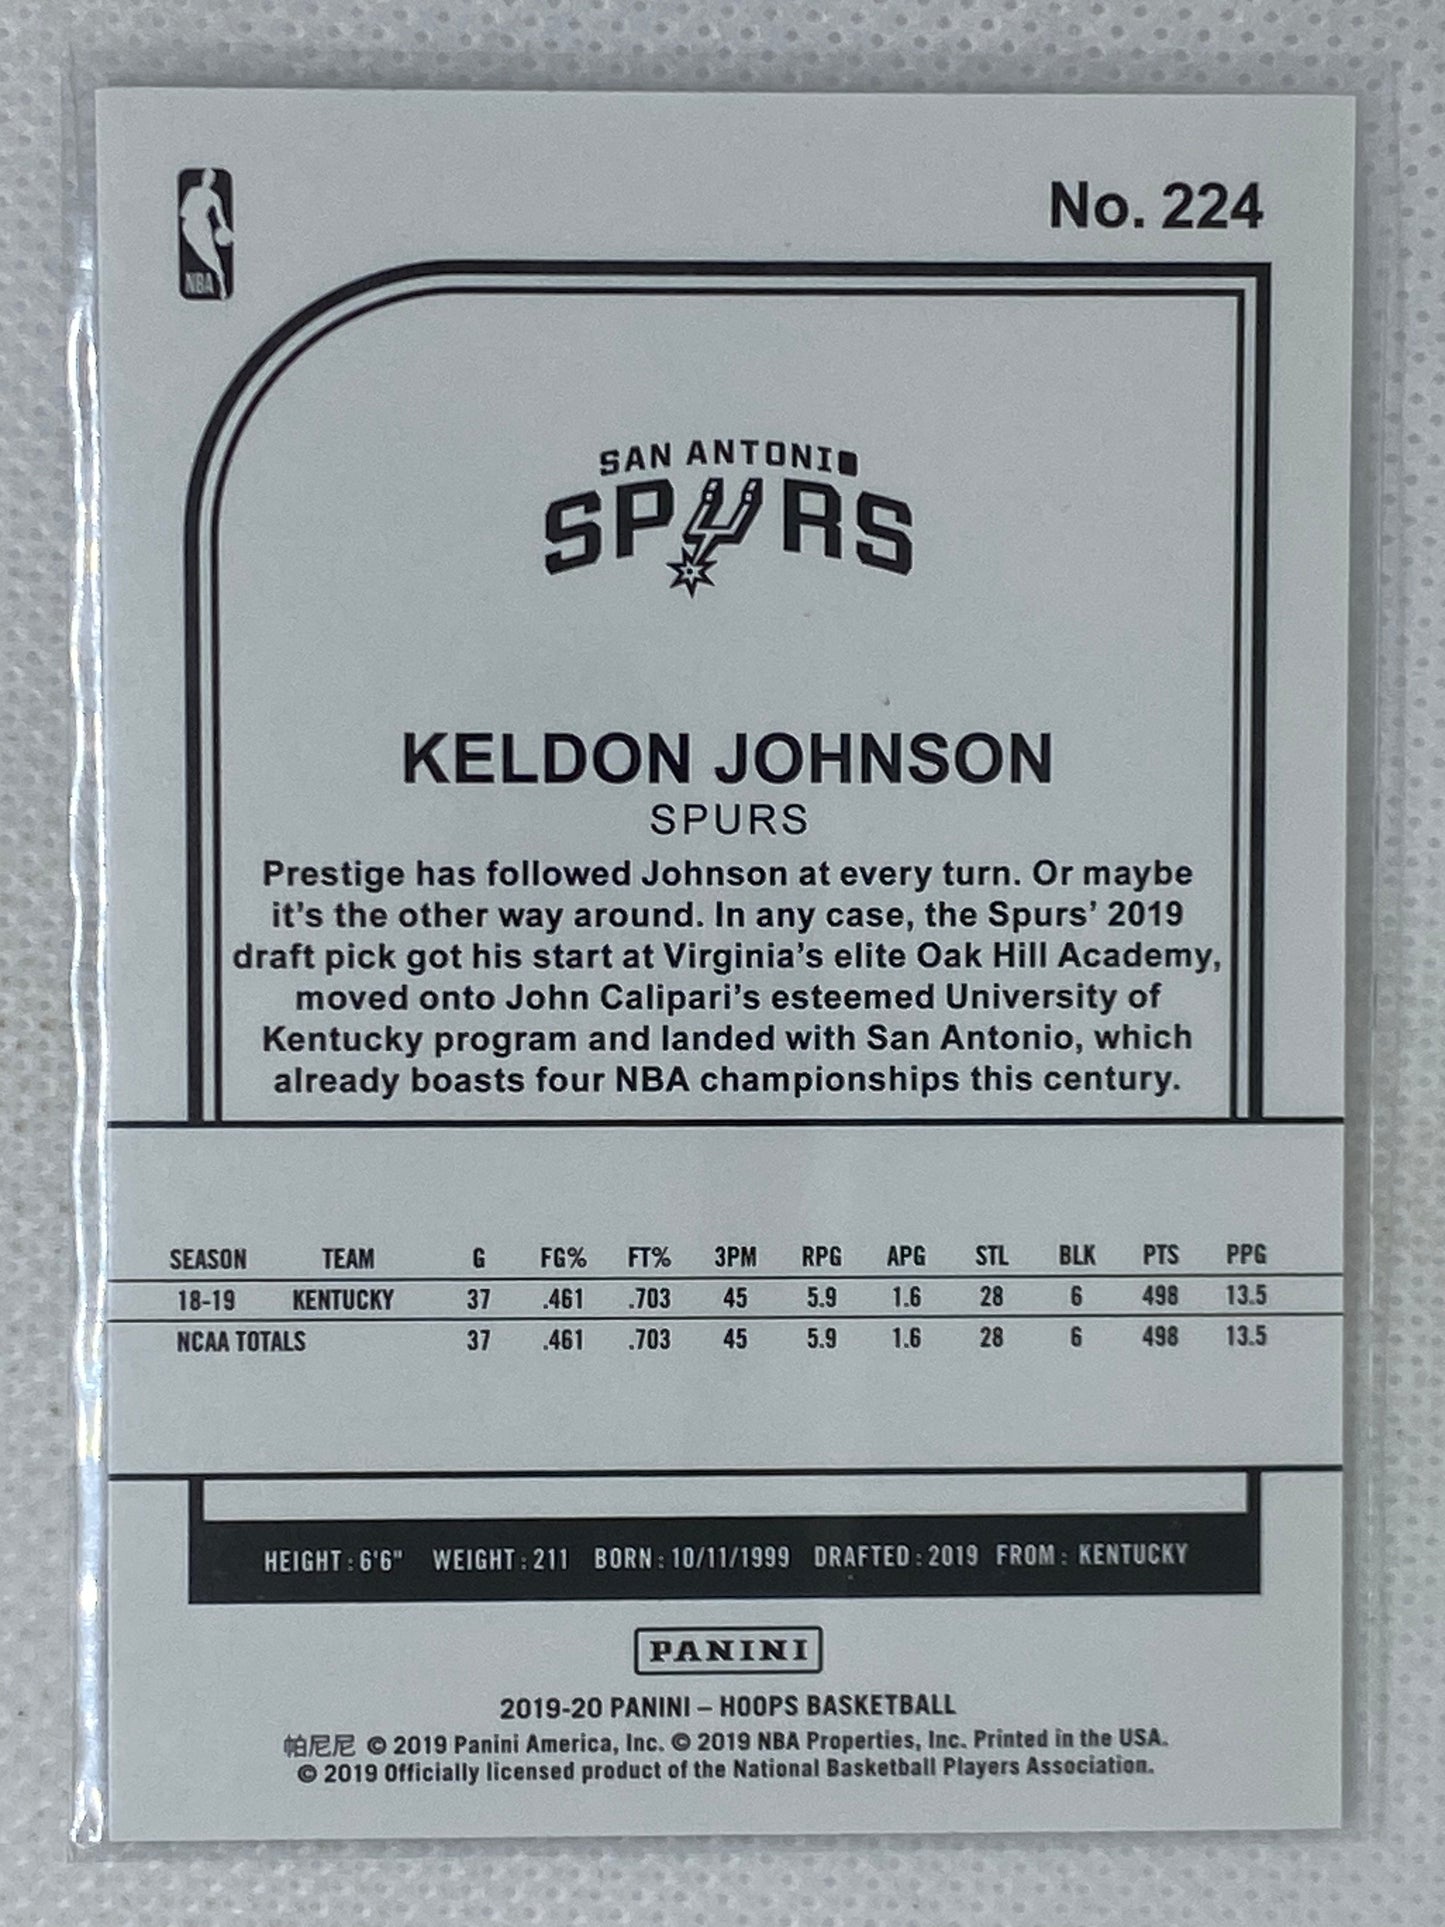 NBA
No. 224
SAN ANTONIO
SPURS
KELDON JOHNSON
SPURS
Prestige has followed Johnson at every turn. Or maybe
it's the other way around. In any case, the Spurs' 2019
draft pick got his start at Virginia's elite Oak Hill Academy,
moved onto John Calipari's esteemed University of
Kentucky program and landed with San Antonio, which
already boasts four NBA championships this century.
SEASON TEAM G FG% FT% 3PM RPG APG STL BLK PTS PPG
18-19 KENTUCKY 37 .461 .703 45 5.9 1.6 28 6 498 13.5
NCAA TOTALS 37 .461 .703 45 5.9 1.6 28 6 498 13.5
HEIGHT : 6'6" WEIGHT : 211 BORN : 10/11/1999 DRAFTED : 2019 FROM : KENTUCKY
PANINI
2019-20 PANINI – HOOPS BASKETBALL
帕尼尼 © 2019 Panini America, Inc. © 2019 NBA Properties, Inc. Printed in the USA.
© 2019 Officially licensed product of the National Basketball Players Association.